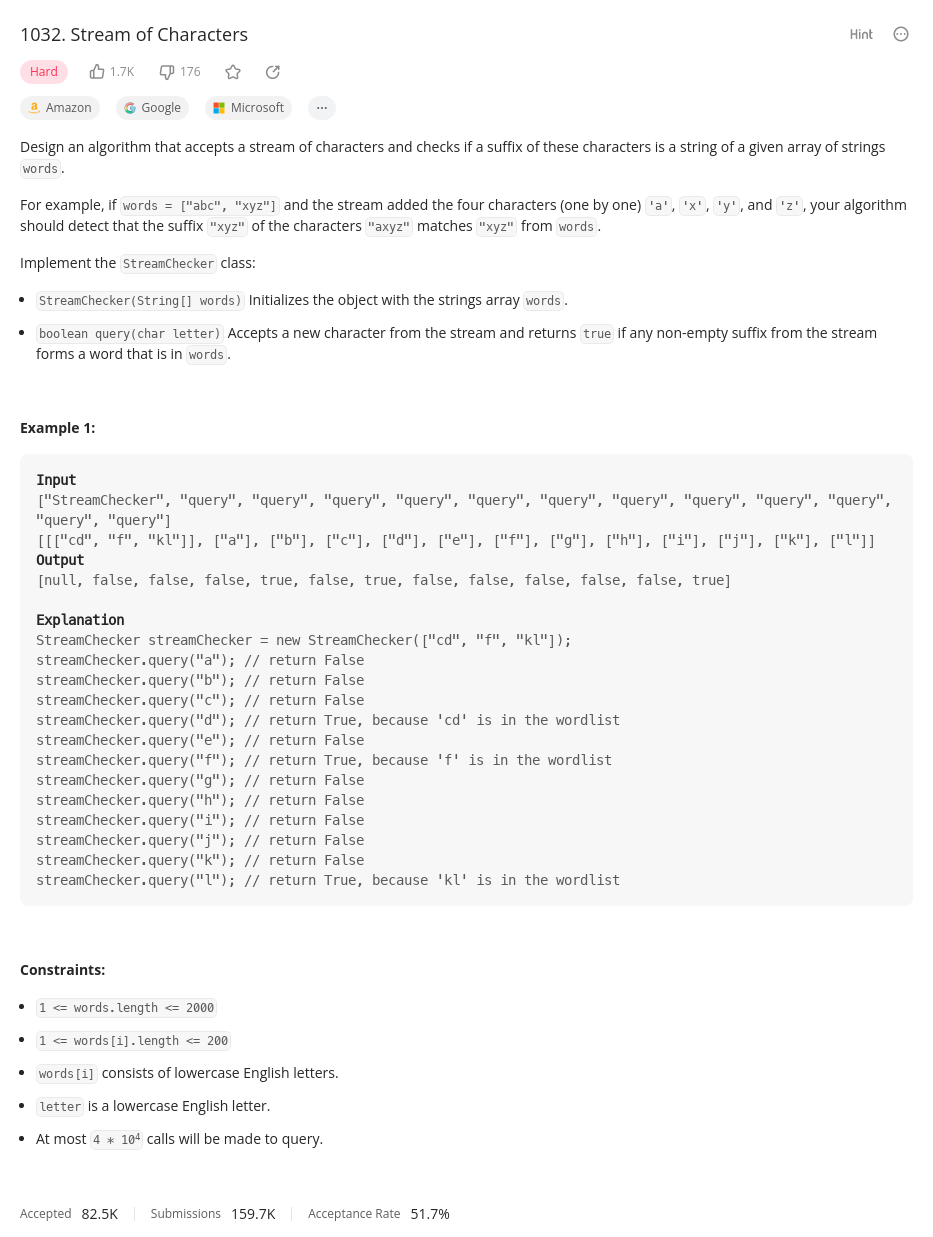 1032. Stream of Characters
Hint
Hard 1.7K 176
Amazon Google Microsoft ...
Design an algorithm that accepts a stream of characters and checks if a suffix of these characters is a string of a given array of strings
words.
For example, if words = ["abc", "xyz"] and the stream added the four characters (one by one) 'a', 'x', 'y', and 'z', your algorithm
should detect that the suffix "xyz" of the characters "axyz" matches "xyz" from words.
Implement the StreamChecker class:
• StreamChecker(String[] words) Initializes the object with the strings array words.
• boolean query(char letter) Accepts a new character from the stream and returns true if any non-empty suffix from the stream
forms a word that is in words.
Example 1:
Input
["StreamChecker", "query", "query", "query", "query", "query", "query", "query", "query", "query", "query",
"query", "query"]
[[["cd", "f", "kl"]], ["a"], ["b"], ["c"], ["d"], ["e"], ["f"], ["g"], ["h"], ["i"], ["j"], ["k"], ["l"]]
Output
[null, false, false, false, true, false, true, false, false, false, false, false, true]
Explanation
StreamChecker streamChecker = new StreamChecker(["cd", "f", "kl"]);
streamChecker.query("a"); // return False
streamChecker.query("b"); // return False
streamChecker.query("c"); // return False
streamChecker.query("d"); // return True, because 'cd' is in the wordlist
streamChecker.query("e"); // return False
streamChecker.query("f"); // return True, because 'f' is in the wordlist
streamChecker.query("g"); // return False
streamChecker.query("h"); // return False
streamChecker.query("i"); // return False
streamChecker.query("j"); // return False
streamChecker.query("k"); // return False
streamChecker.query("l"); // return True, because 'kl' is in the wordlist
Constraints:
• 1 <= words.length <= 2000
• 1 <= words[i].length <= 200
• words[i] consists of lowercase English letters.
• letter is a lowercase English letter.
• At most 4 * 10⁴ calls will be made to query.
Accepted 82.5K Submissions 159.7K Acceptance Rate 51.7%